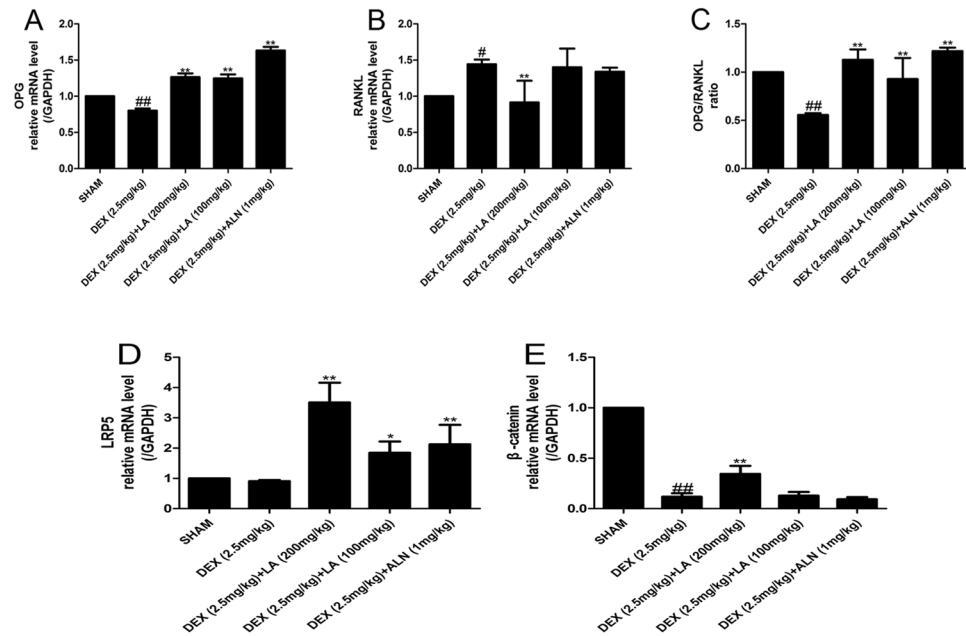 A
OPG
relative mRNA level
(/GAPDH)
2.0
1.5
1.0
0.5
0.0
##
**
**
**
SHAM
DEX (2.5mg/kg)
DEX (2.5mg/kg)+LA (200mg/kg)
DEX (2.5mg/kg)+LA (100mg/kg)
DEX (2.5mg/kg)+ALN (1mg/kg)
B
RANKL
relative mRNA level
(/GAPDH)
2.0
1.5
1.0
0.5
0.0
#
**
SHAM
DEX (2.5mg/kg)
DEX (2.5mg/kg)+LA (200mg/kg)
DEX (2.5mg/kg)+LA (100mg/kg)
DEX (2.5mg/kg)+ALN (1mg/kg)
C
OPG/RANKL
ratio
1.5
1.0
0.5
0.0
##
**
**
**
SHAM
DEX (2.5mg/kg)
DEX (2.5mg/kg)+LA (200mg/kg)
DEX (2.5mg/kg)+LA (100mg/kg)
DEX (2.5mg/kg)+ALN (1mg/kg)
D
LRP5
relative mRNA level
(/GAPDH)
5
4
3
2
1
0
**
*
**
SHAM
DEX (2.5mg/kg)
DEX (2.5mg/kg)+LA (200mg/kg)
DEX (2.5mg/kg)+LA (100mg/kg)
DEX (2.5mg/kg)+ALN (1mg/kg)
E
β-catenin
relative mRNA level
(/GAPDH)
1.5
1.0
0.5
0.0
##
**
SHAM
DEX (2.5mg/kg)
DEX (2.5mg/kg)+LA (200mg/kg)
DEX (2.5mg/kg)+LA (100mg/kg)
DEX (2.5mg/kg)+ALN (1mg/kg)